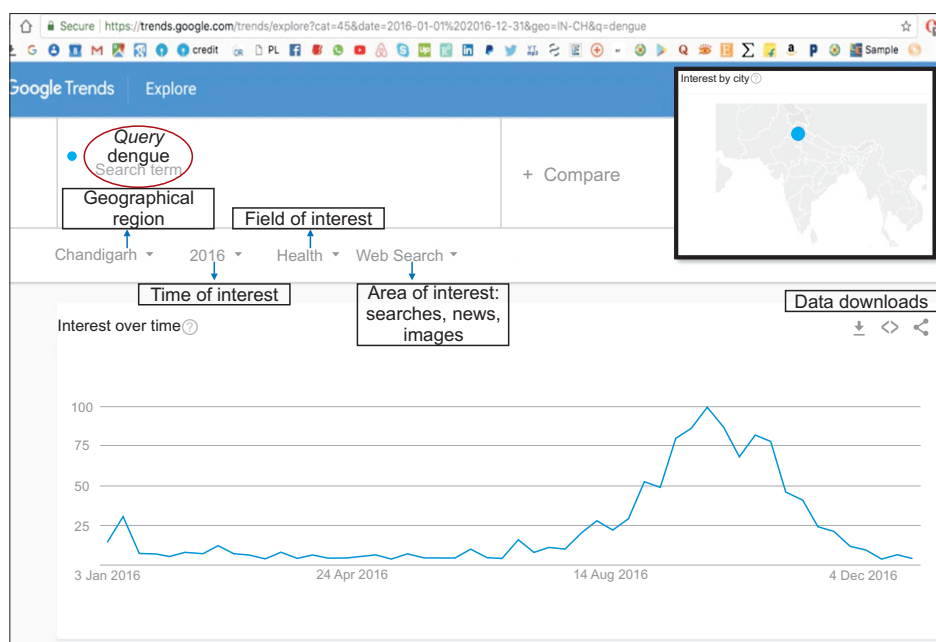 Secure | https://trends.google.com/trends/explore?cat=45&date=2016-01-01%202016-12-31&geo=IN-CH&q=dengue
credit PL Sample
Google Trends Explore
Interest by city
Query
dengue
Search term
+ Compare
Geographical
region
Field of interest
Chandigarh 2016 Health Web Search
Time of interest
Area of interest:
searches, news,
images
Data downloads
Interest over time
100
75
50
25
3 Jan 2016 24 Apr 2016 14 Aug 2016 4 Dec 2016